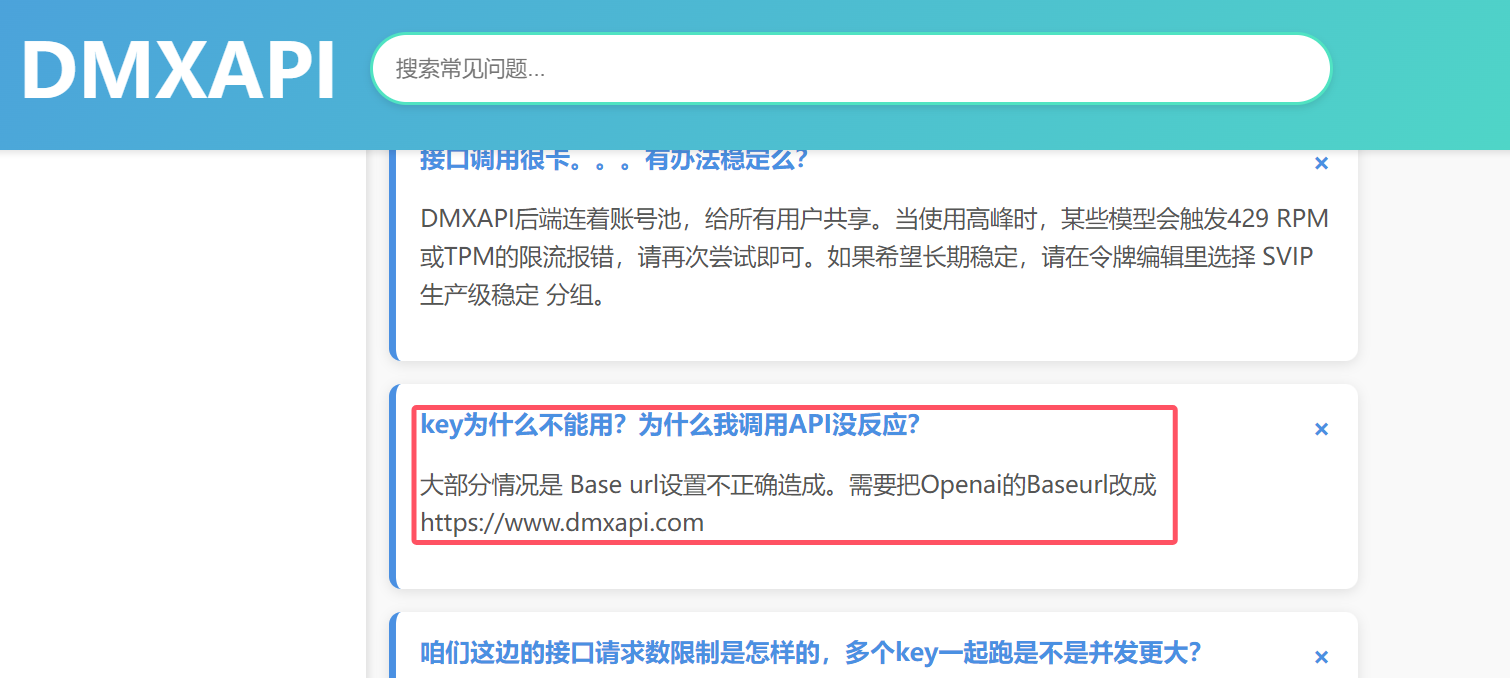 DMXAPI
搜索常见问题...
接口调用很卡。。。有办法稳定么？
×
DMXAPI后端连着账号池，给所有用户共享。当使用高峰时，某些模型会触发429 RPM
或TPM的限流报错，请再次尝试即可。如果希望长期稳定，请在令牌编辑里选择 SVIP
生产级稳定 分组。
key为什么不能用？为什么我调用API没反应？
×
大部分情况是 Base url设置不正确造成。需要把Openai的Baseurl改成
https://www.dmxapi.com
咱们这边的接口请求数限制是怎样的，多个key一起跑是不是并发更大？
×